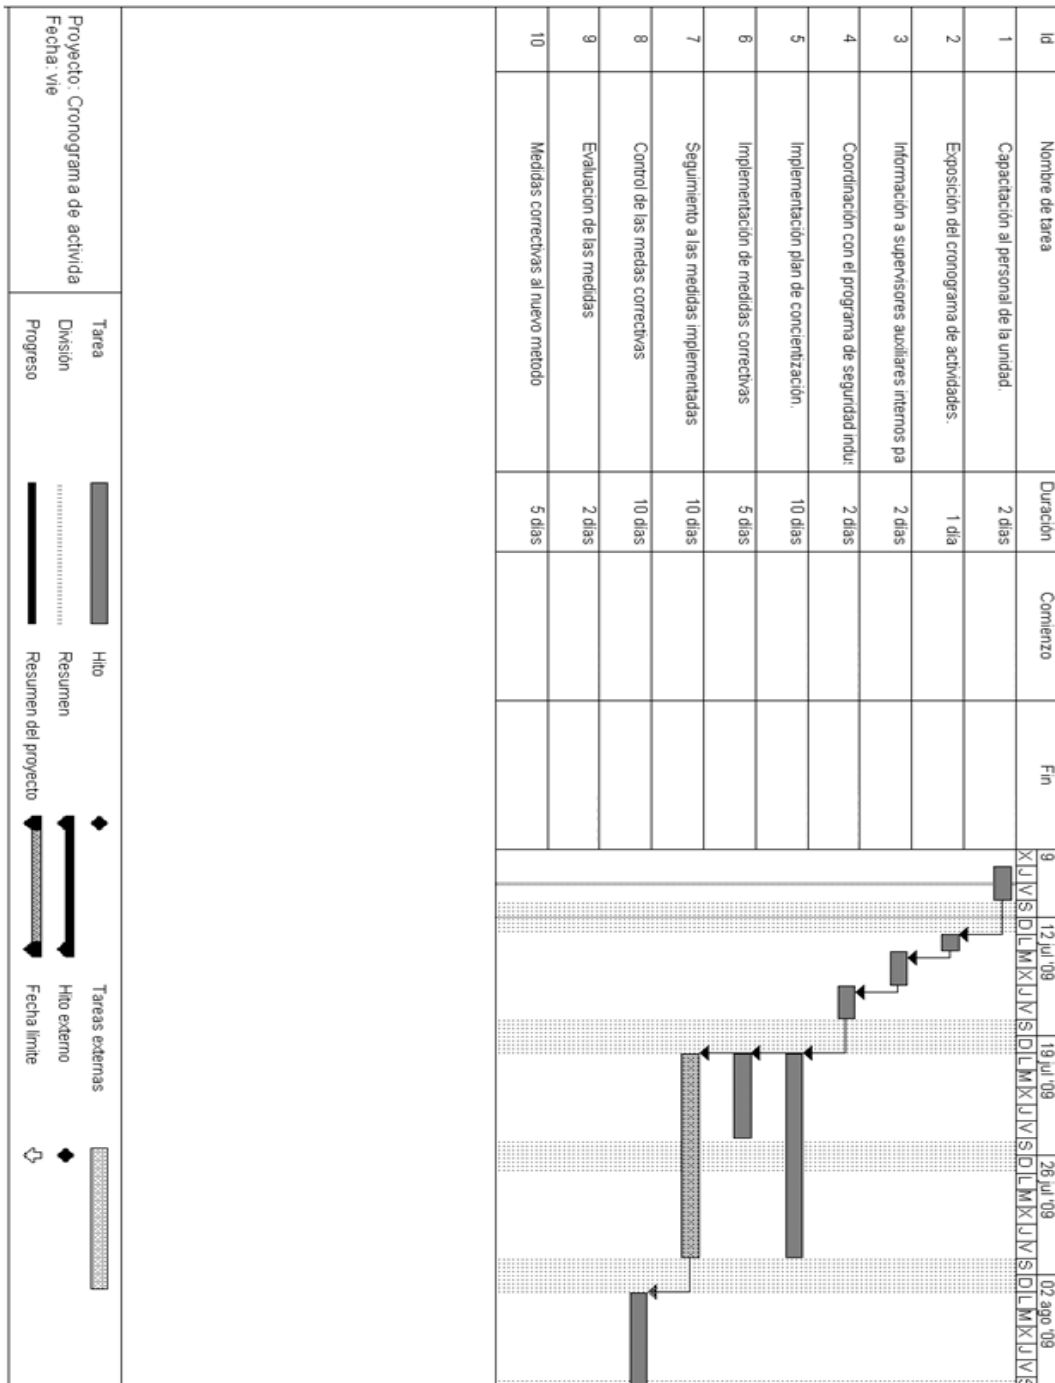 Id Nombre de tarea Duración Comienzo Fin
9 12 jul '09 19 jul '09 26 jul '09 02 ago '09
X J V S D L M X J V S D L M X J V S D L M X J V S D L M X J V S
1 Capacitación al personal de la unidad. 2 días
2 Exposición del cronograma de actividades. 1 día
3 Información a supervisores auxiliares internos pa 2 días
4 Coordinación con el programa de seguridad indus 2 días
5 Implementación plan de concientización. 10 días
6 Implementación de medidas correctivas 5 días
7 Seguimiento a las medidas implementadas 10 días
8 Control de las medas correctivas 10 días
9 Evaluacion de las medidas 2 días
10 Medidas correctivas al nuevo metodo 5 días
Proyecto: Cronograma de activida
Fecha: vie
Tarea Hito Tareas externas
División Resumen Hito externo
Progreso Resumen del proyecto Fecha límite